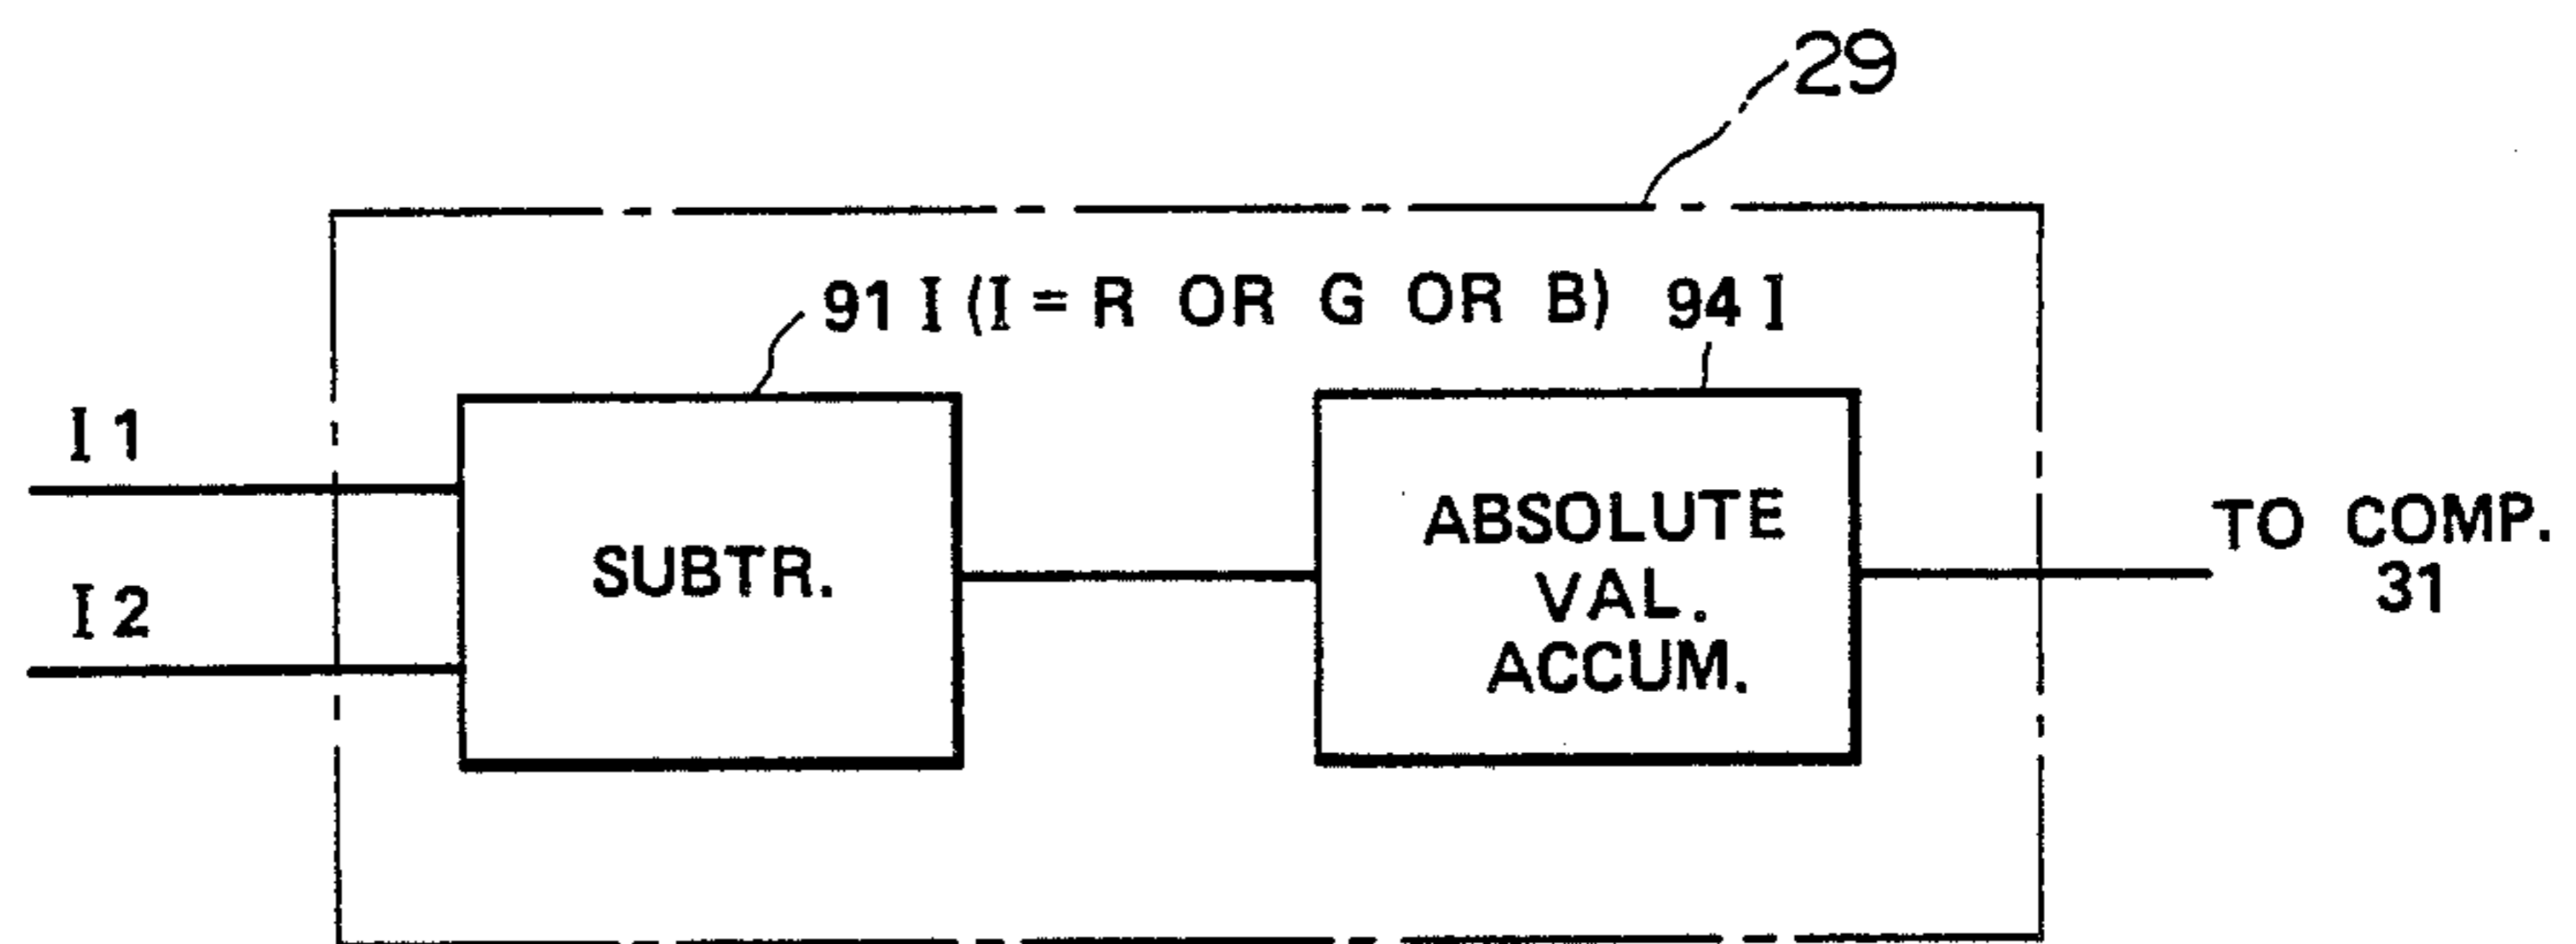 29
91 I (I = R OR G OR B) 94 I
I 1
I 2
SUBTR.
ABSOLUTE
VAL.
ACCUM.
TO COMP.
31